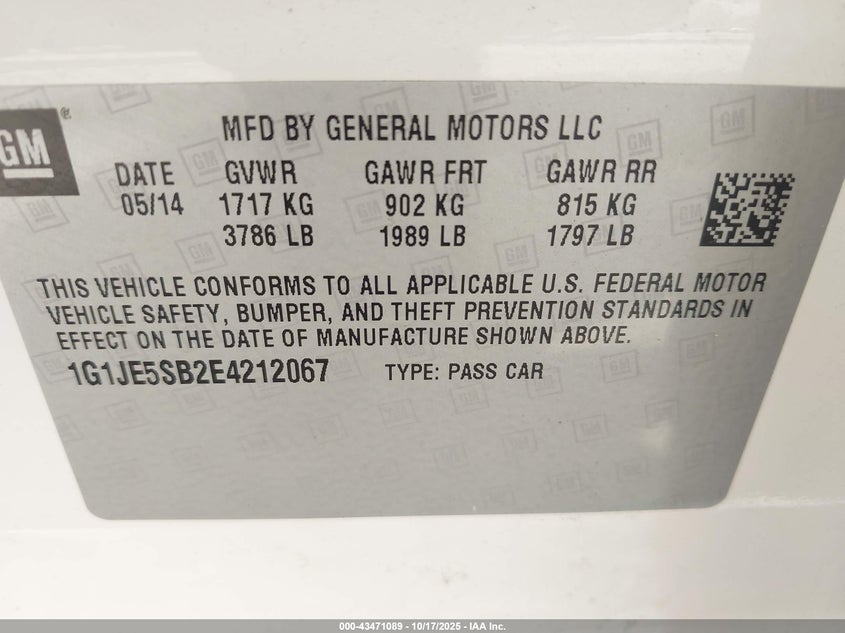 GM®
MFD BY GENERAL MOTORS LLC
DATE GVWR GAWR FRT GAWR RR
05/14 1717 KG 902 KG 815 KG
3786 LB 1989 LB 1797 LB
THIS VEHICLE CONFORMS TO ALL APPLICABLE U.S. FEDERAL MOTOR
VEHICLE SAFETY, BUMPER, AND THEFT PREVENTION STANDARDS IN
EFFECT ON THE DATE OF MANUFACTURE SHOWN ABOVE.
1G1JE5SB2E4212067 TYPE: PASS CAR
000-43471089 - 10/17/2025 - IAA Inc.